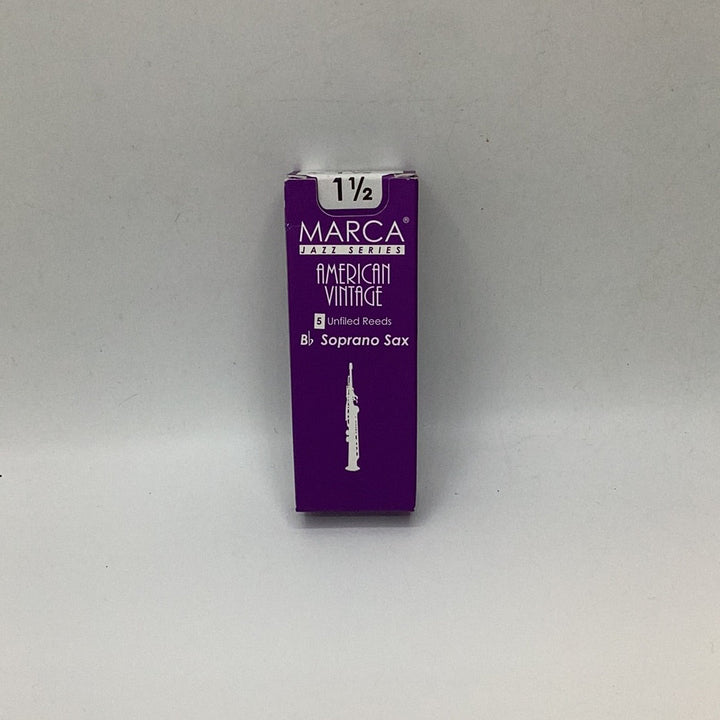 1½
MARCA®
JAZZ SERIES
AMERICAN
VINTAGE
5 Unfiled Reeds
B♭ Soprano Sax